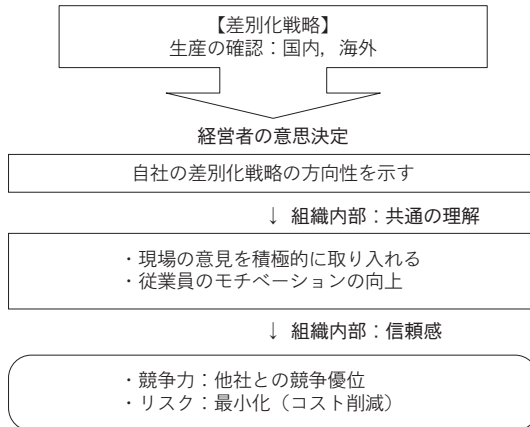 【差別化戦略】
生産の確認：国内，海外
経営者の意思決定
自社の差別化戦略の方向性を示す
↓ 組織内部：共通の理解
・現場の意見を積極的に取り入れる
・従業員のモチベーションの向上
↓ 組織内部：信頼感
・競争力：他社との競争優位
・リスク：最小化（コスト削減）